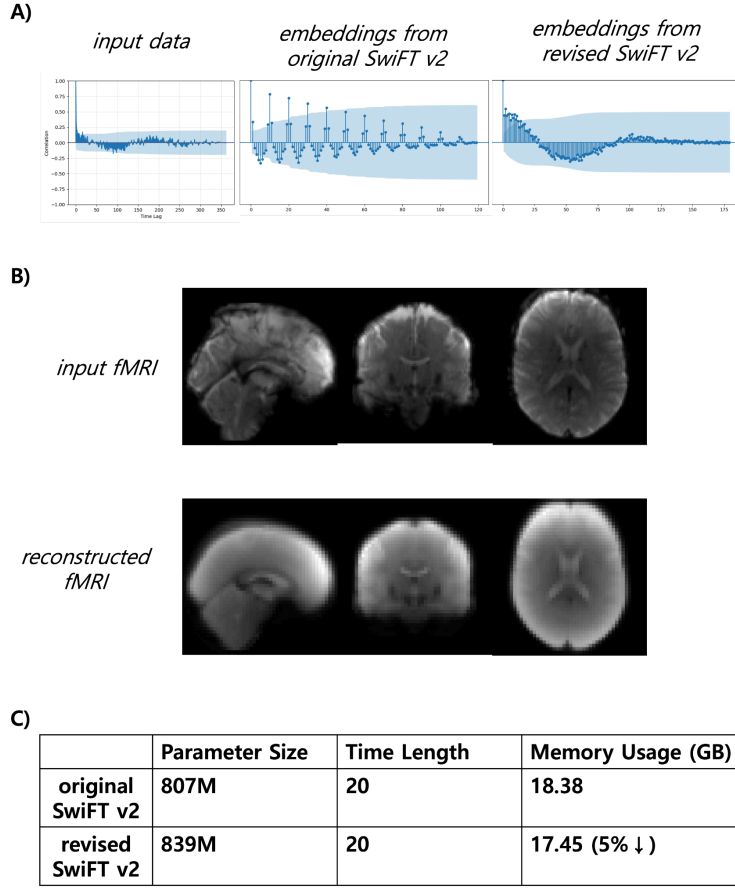 A)
input data
embeddings from
original SwiFT v2
embeddings from
revised SwiFT v2
1.00
0.75
0.50
0.25
0.00
−0.25
−0.50
−0.75
−1.00
Correlation
0 50 100 150 200 250 300 350
Time Lag
0 20 40 60 80 100 120
0 25 50 75 100 125 150 175
B)
input fMRI
reconstructed
fMRI
C)
Parameter Size Time Length Memory Usage (GB)
original
SwiFT v2
807M 20 18.38
revised
SwiFT v2
839M 20 17.45 (5%↓)